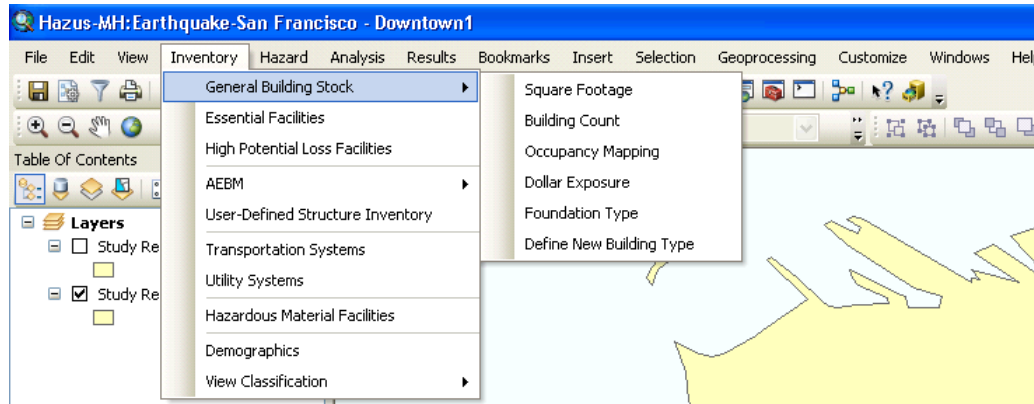 Hazus-MH:Earthquake-San Francisco - Downtown1
File Edit View Inventory Hazard Analysis Results Bookmarks Insert Selection Geoprocessing Customize Windows Hel
General Building Stock
Essential Facilities
High Potential Loss Facilities
AEBM
User-Defined Structure Inventory
Transportation Systems
Utility Systems
Hazardous Material Facilities
Demographics
View Classification
Square Footage
Building Count
Occupancy Mapping
Dollar Exposure
Foundation Type
Define New Building Type
Table Of Contents
Layers
Study Re
Study Re